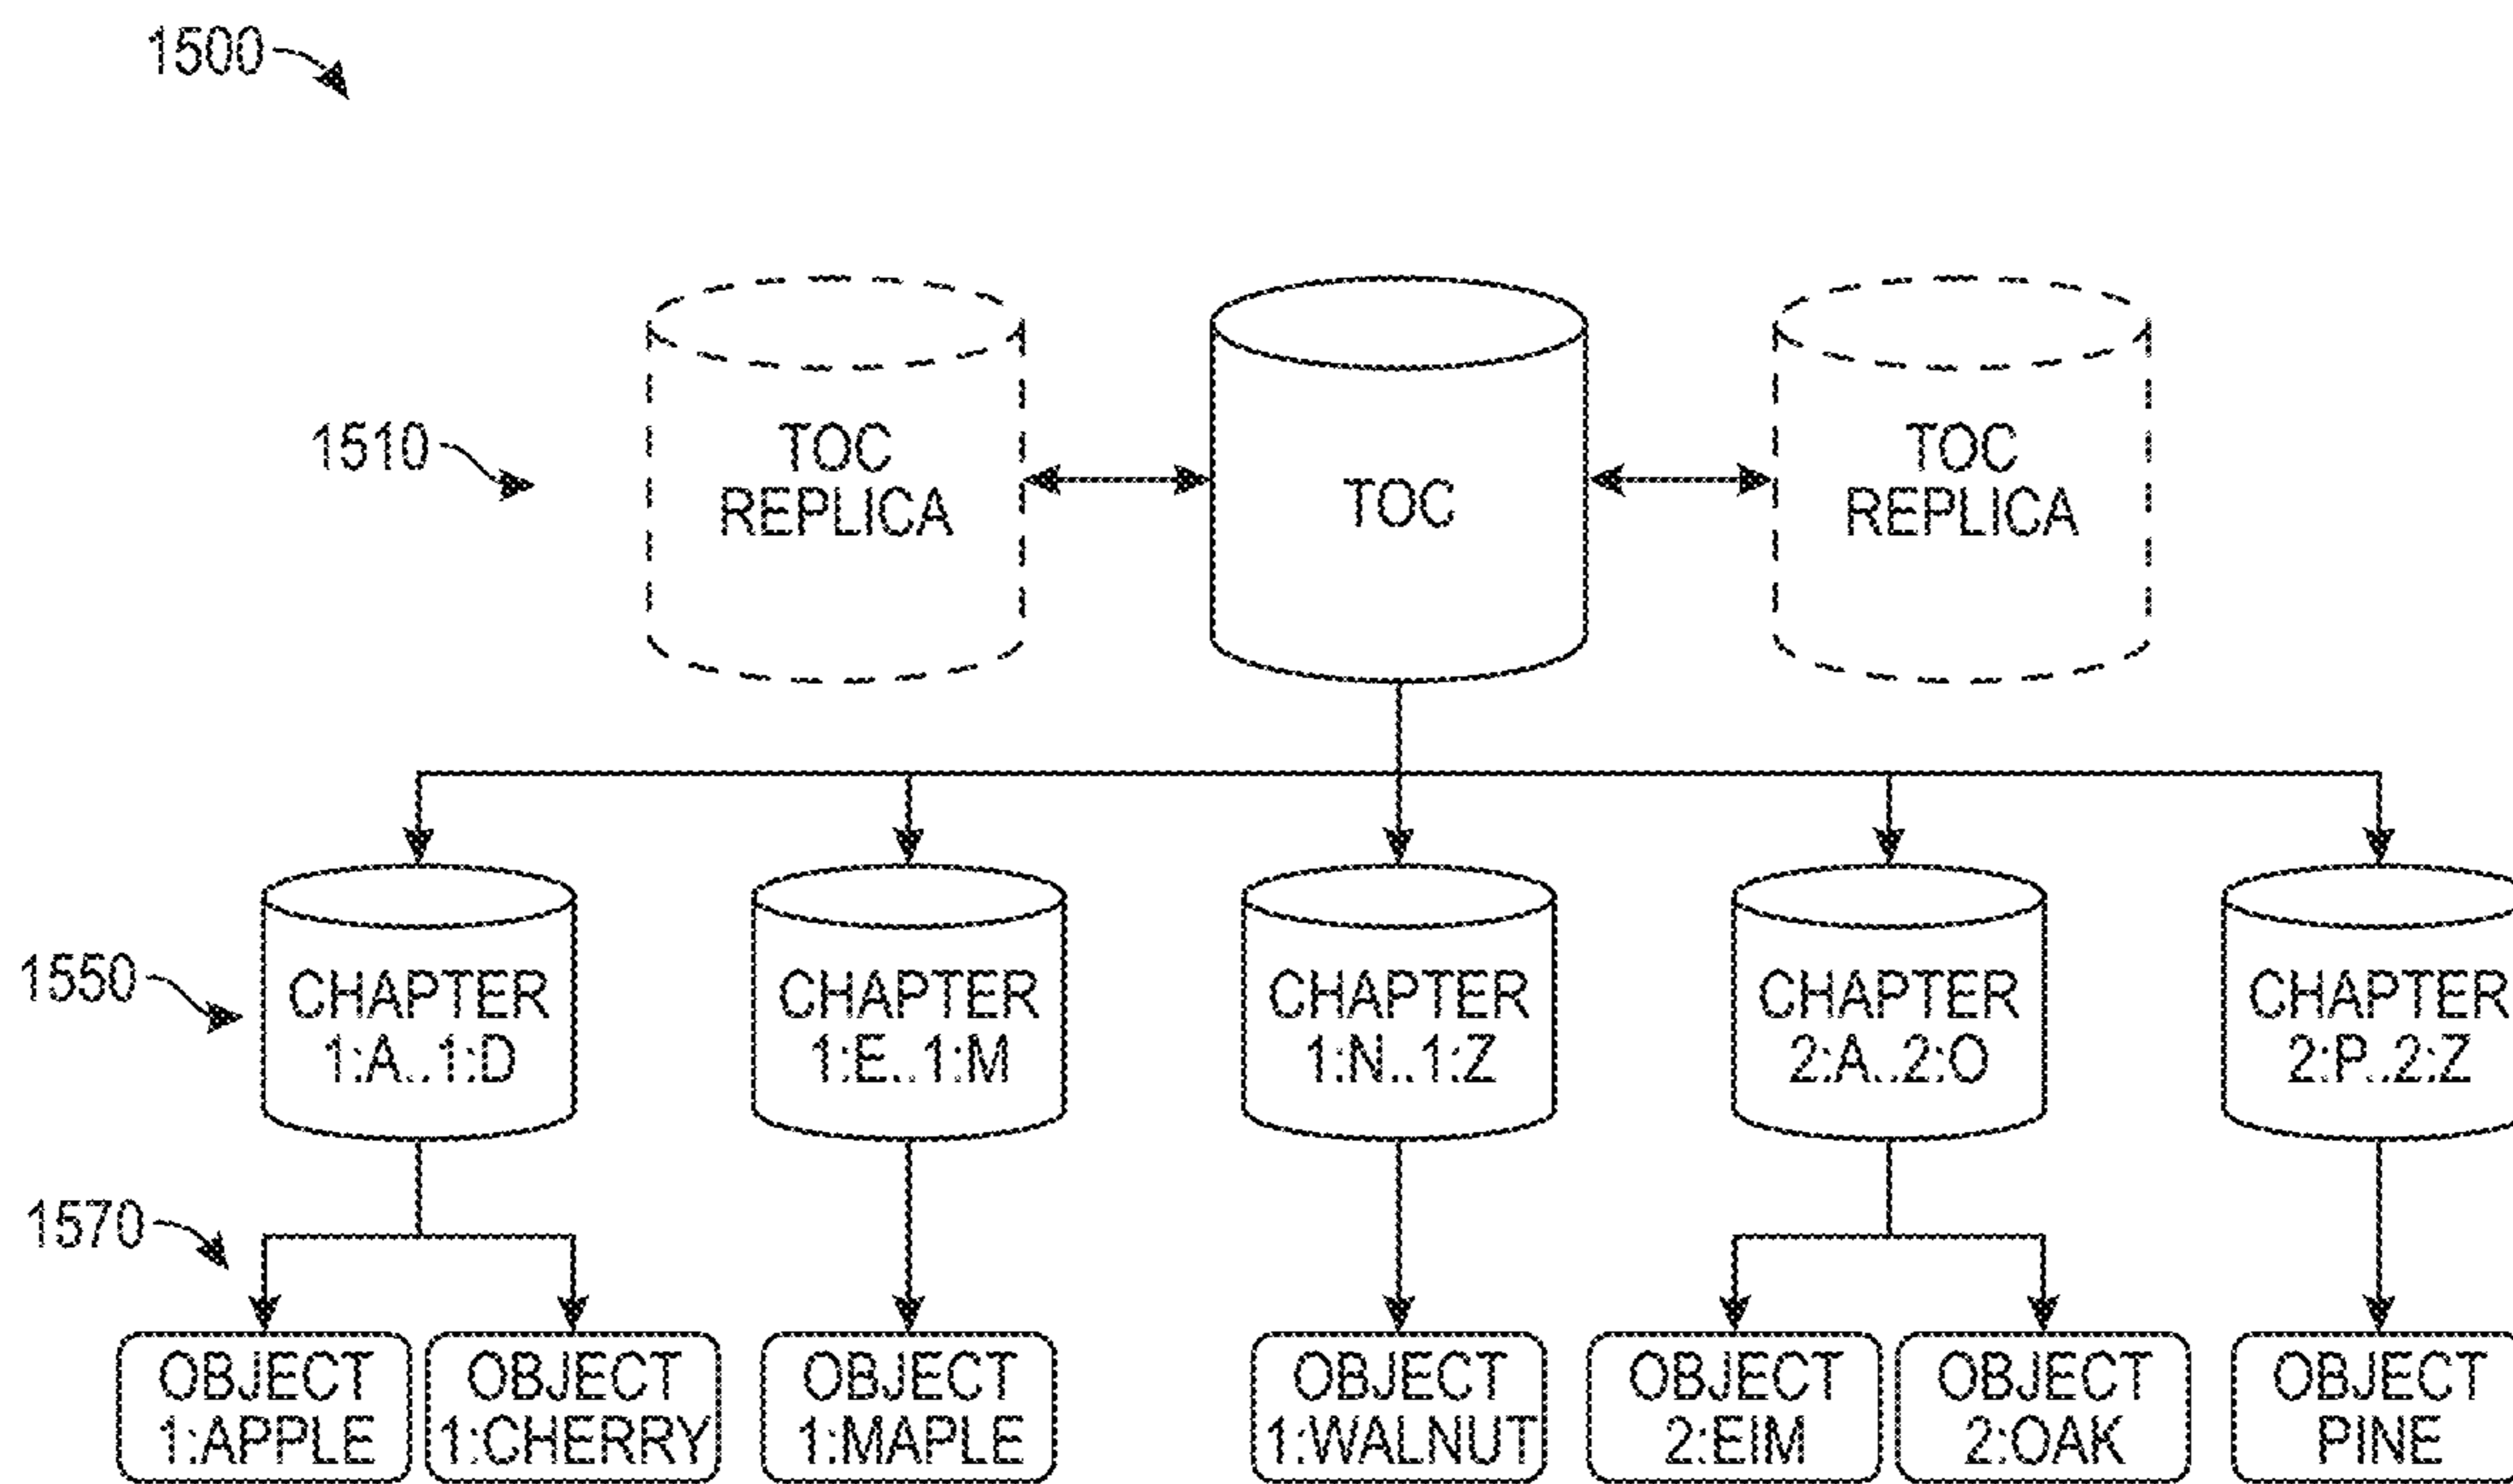 1500
1510
TOC
REPLICA
TOC
TOC
REPLICA
1550
CHAPTER
1:A..1:D
CHAPTER
1:E..1:M
CHAPTER
1:N..1:Z
CHAPTER
2:A..2:O
CHAPTER
2:P..2:Z
1570
OBJECT
1:APPLE
OBJECT
1:CHERRY
OBJECT
1:MAPLE
OBJECT
1:WALNUT
OBJECT
2:EIM
OBJECT
2:OAK
OBJECT
PINE